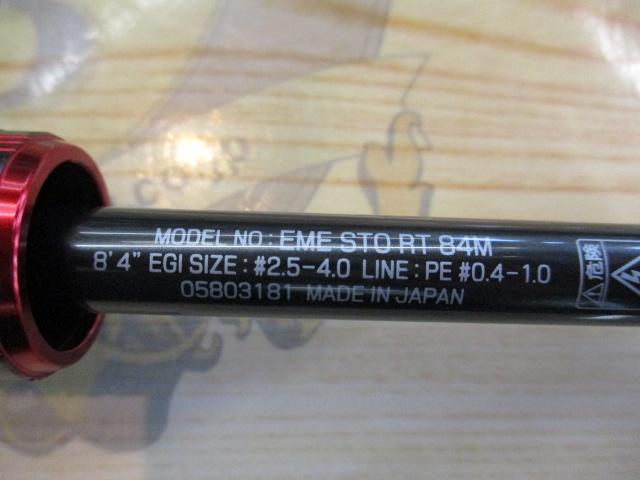 MODEL NO : EME STO RT 84M
8'4" EGI SIZE : #2.5-4.0 LINE : PE #0.4-1.0
05803181 MADE IN JAPAN
危険